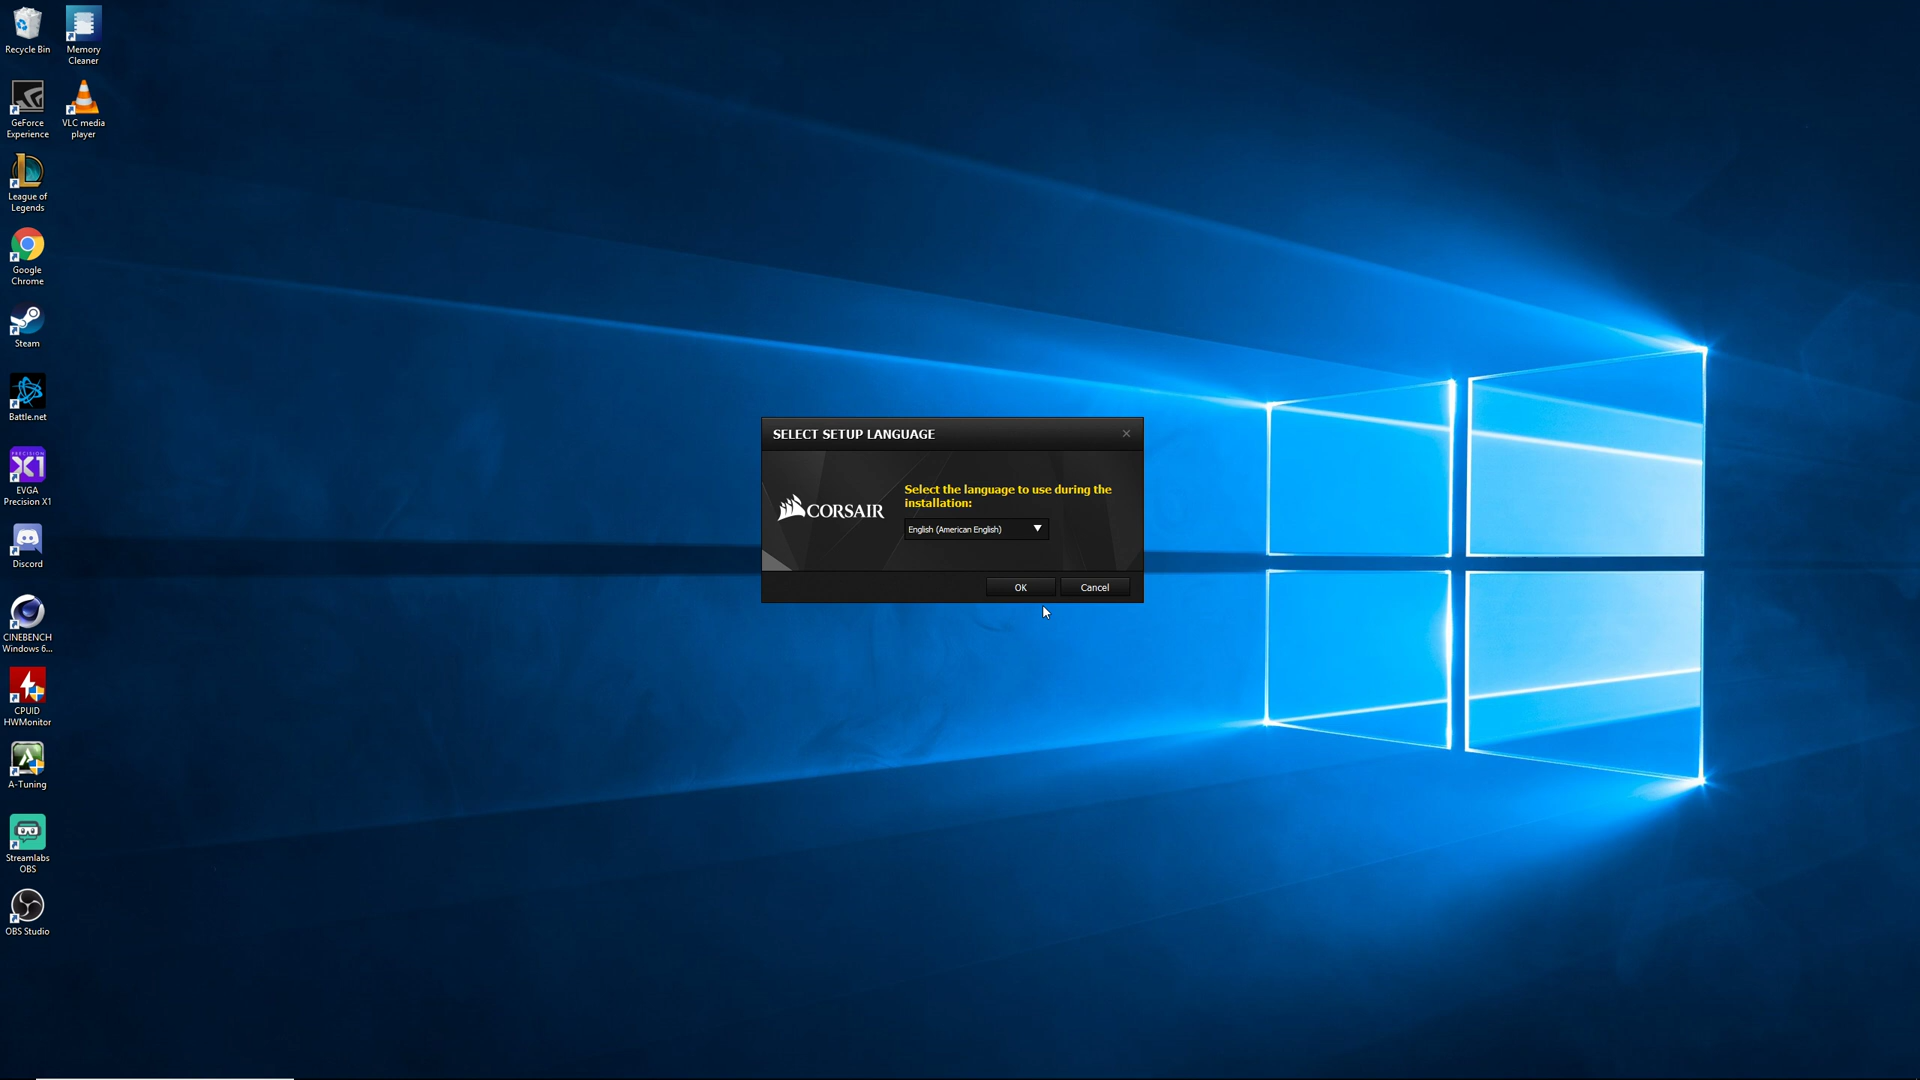 Recycle Bin
Memory
Cleaner
GeForce
Experience
VLC media
player
League of
Legends
Google
Chrome
Steam
Battle.net
PRECISION
X1
EVGA
Precision X1
Discord
CINEBENCH
Windows 6...
CPUID
HWMonitor
A-Tuning
Streamlabs
OBS
OBS Studio
SELECT SETUP LANGUAGE
CORSAIR
Select the language to use during the
installation:
English (American English)
OK
Cancel